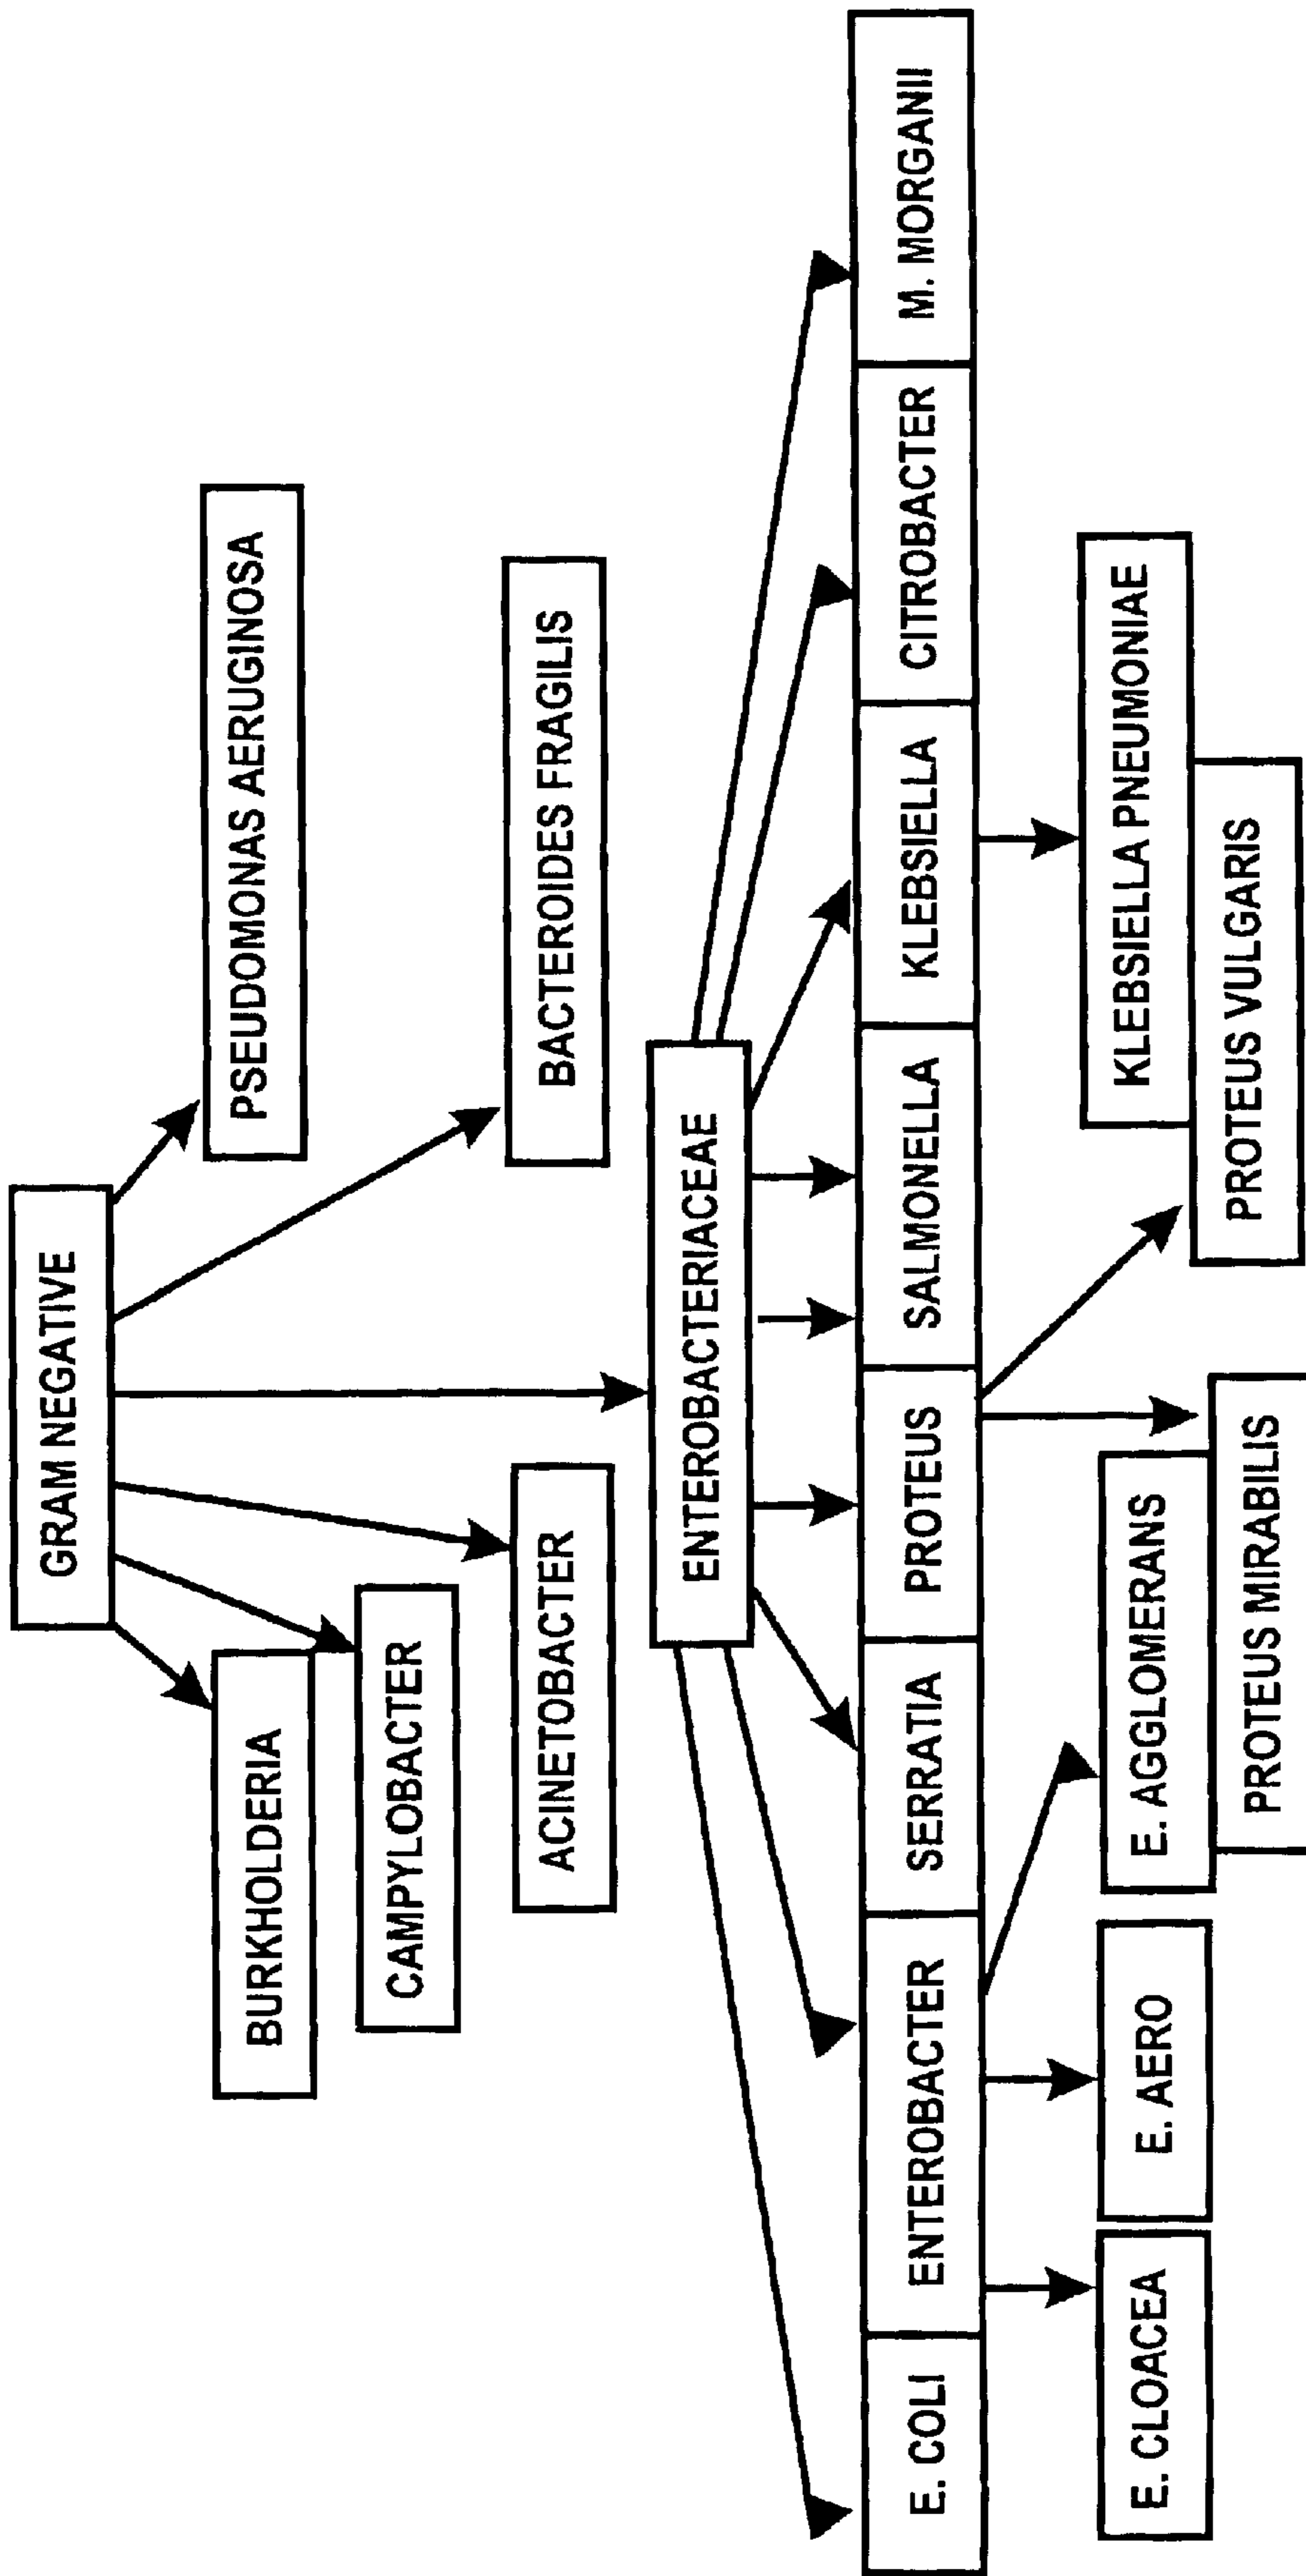 GRAM NEGATIVE
BURKHOLDERIA
PSEUDOMONAS AERUGINOSA
CAMPYLOBACTER
ACINETOBACTER
BACTEROIDES FRAGILIS
ENTEROBACTERIACEAE
E. COLI
ENTEROBACTER
SERRATIA
PROTEUS
SALMONELLA
KLEBSIELLA
CITROBACTER
M. MORGANII
E. CLOACEA
E. AERO
E. AGGLOMERANS
KLEBSIELLA PNEUMONIAE
PROTEUS MIRABILIS
PROTEUS VULGARIS